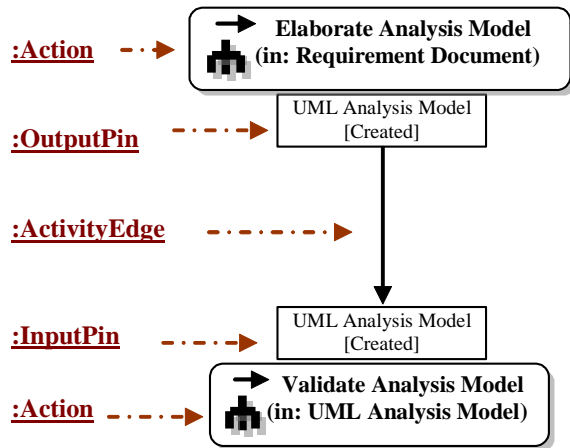 Elaborate Analysis Model
:Action
(in: Requirement Document)
UML Analysis Model
[Created]
:OutputPin
:ActivityEdge
UML Analysis Model
:InputPin
[Created]
Validate Analysis Model
:Action
(in: UML Analysis Model)